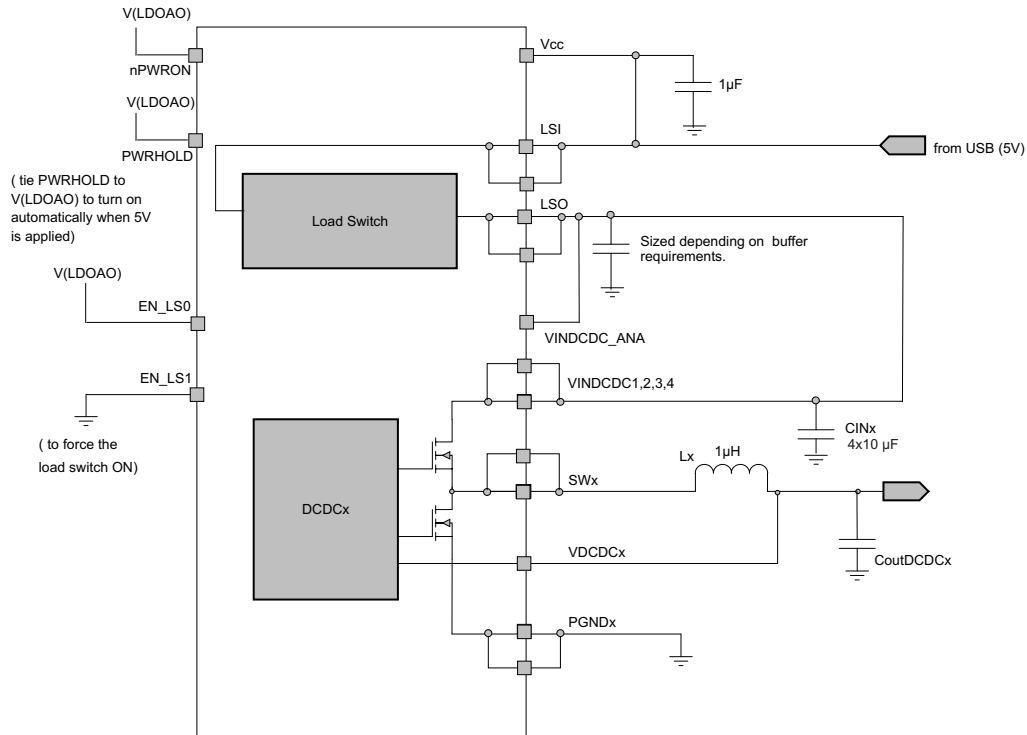 V(LDOAO)
nPWRON
Vcc
1µF
V(LDOAO)
PWRHOLD
LSI
from USB (5V)
( tie PWRHOLD to
V(LDOAO) to turn on
automatically when 5V
is applied)
Load Switch
LSO
Sized depending on buffer
requirements.
V(LDOAO)
EN_LS0
VINDCDC_ANA
EN_LS1
VINDCDC1,2,3,4
( to force the
load switch ON)
CINx
4x10 µF
DCDCx
SWx
Lx
1µH
VDCDCx
CoutDCDCx
PGNDx